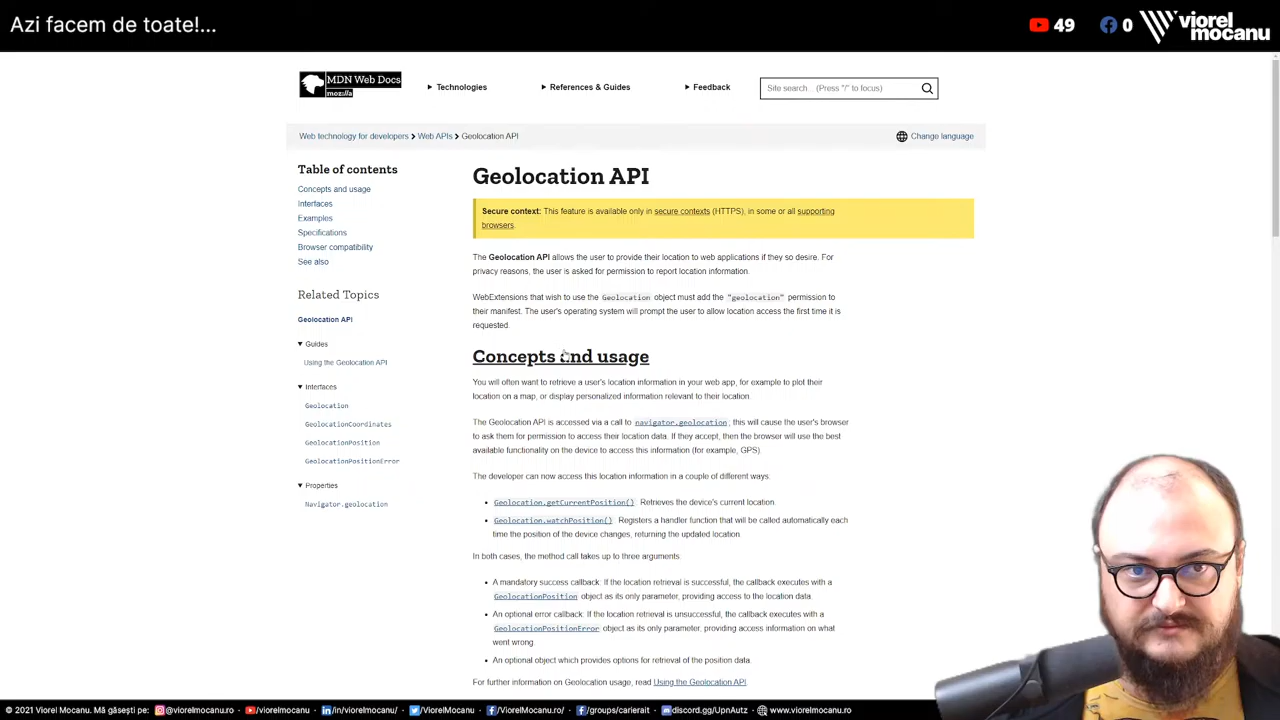 Azi facem de toate!...
49
0
viorel
mocanu
MDN Web Docs
moz://a
Technologies
References & Guides
Feedback
Site search... (Press "/" to focus)
Web technology for developers
Web APIs
Geolocation API
Change language
Table of contents
Concepts and usage
Interfaces
Examples
Specifications
Browser compatibility
See also
Related Topics
Geolocation API
Guides
Using the Geolocation API
Interfaces
Geolocation
GeolocationCoordinates
GeolocationPosition
GeolocationPositionError
Properties
Navigator.geolocation
Geolocation API
Secure context: This feature is available only in secure contexts (HTTPS), in some or all supporting
browsers.
The Geolocation API allows the user to provide their location to web applications if they so desire. For
privacy reasons, the user is asked for permission to report location information.
WebExtensions that wish to use the Geolocation object must add the "geolocation" permission to
their manifest. The user's operating system will prompt the user to allow location access the first time it is
requested.
Concepts and usage
You will often want to retrieve a user's location information in your web app, for example to plot their
location on a map, or display personalized information relevant to their location.
The Geolocation API is accessed via a call to navigator.geolocation; this will cause the user's browser
to ask them for permission to access their location data. If they accept, then the browser will use the best
available functionality on the device to access this information (for example, GPS).
The developer can now access this location information in a couple of different ways:
Geolocation.getCurrentPosition(): Retrieves the device's current location.
Geolocation.watchPosition(): Registers a handler function that will be called automatically each
time the position of the device changes, returning the updated location.
In both cases, the method call takes up to three arguments:
A mandatory success callback: If the location retrieval is successful, the callback executes with a
GeolocationPosition object as its only parameter, providing access to the location data.
An optional error callback: If the location retrieval is unsuccessful, the callback executes with a
GeolocationPositionError object as its only parameter, providing access information on what
went wrong.
An optional object which provides options for retrieval of the position data.
For further information on Geolocation usage, read Using the Geolocation API.
© 2021 Viorel Mocanu. Mă găsești pe: @viorelmocanu.ro /viorelmocanu /in/viorelmocanu/ /ViorelMocanu /ViorelMocanu.ro/ /groups/carierait discord.gg/UpnAutz www.viorelmocanu.ro